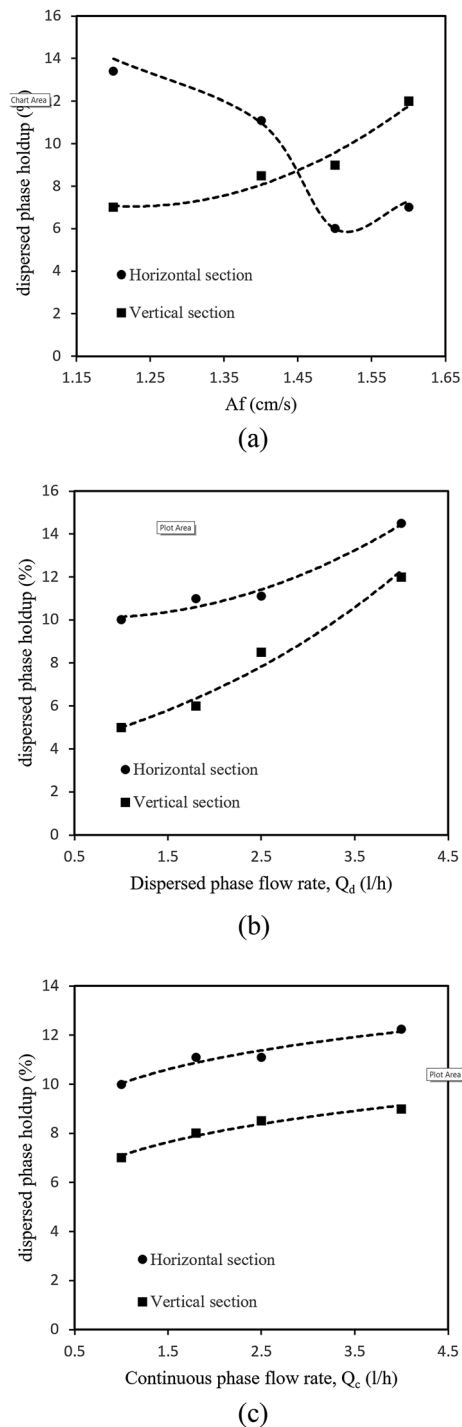 16
14
12
10
8
6
4
2
0
dispersed phase holdup (%)
Chart Area
Horizontal section
Vertical section
1.15 1.25 1.35 1.45 1.55 1.65
Af (cm/s)
(a)
16
14
12
10
8
6
4
2
0
dispersed phase holdup (%)
Plot Area
Horizontal section
Vertical section
0.5 1.5 2.5 3.5 4.5
Dispersed phase flow rate, Qd (l/h)
(b)
14
12
10
8
6
4
2
0
dispersed phase holdup (%)
Plot Area
Horizontal section
Vertical section
0.5 1.5 2.5 3.5 4.5
Continuous phase flow rate, Qc (l/h)
(c)